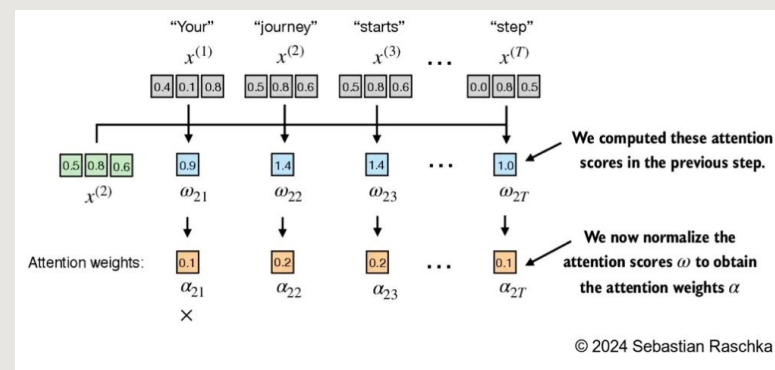 “Your” “journey” “starts” “step”
x(1) x(2) x(3) ... x(T)
0.4 0.1 0.8 0.5 0.8 0.6 0.5 0.8 0.6 0.0 0.8 0.5
We computed these attention
scores in the previous step.
0.5 0.8 0.6 0.9 1.4 1.4 ... 1.0
x(2) ω21 ω22 ω23 ω2T
We now normalize the
attention scores ω to obtain
the attention weights α
Attention weights: 0.1 0.2 0.2 ... 0.1
α21 α22 α23 α2T
×
© 2024 Sebastian Raschka